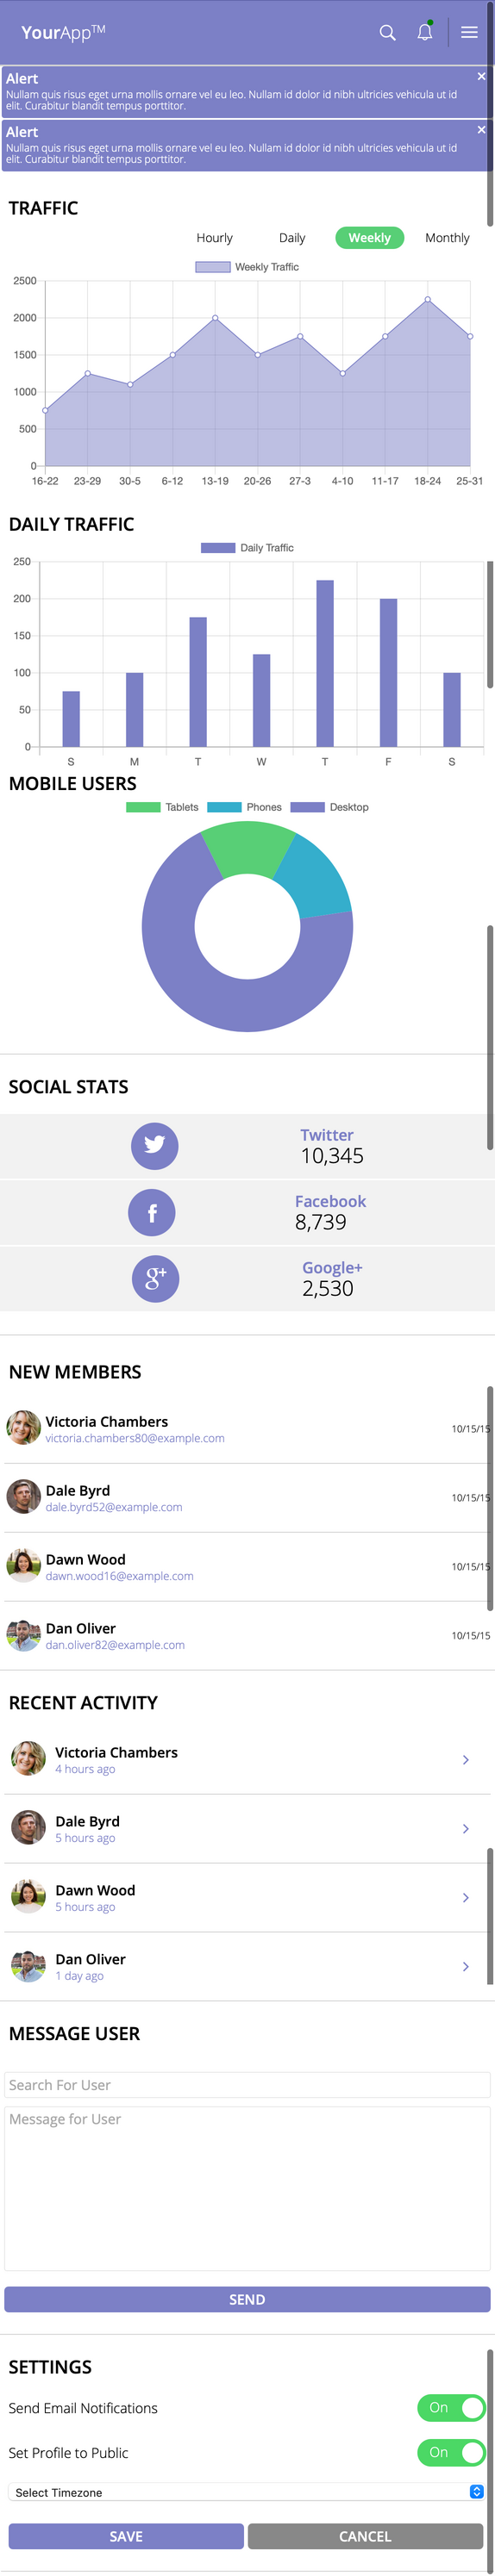 YourApp™
Alert
Nullam quis risus eget urna mollis ornare vel eu leo. Nullam id dolor id nibh ultricies vehicula ut id
elit. Curabitur blandit tempus porttitor.
Alert
Nullam quis risus eget urna mollis ornare vel eu leo. Nullam id dolor id nibh ultricies vehicula ut id
elit. Curabitur blandit tempus porttitor.
TRAFFIC
Hourly Daily Weekly Monthly
Weekly Traffic
2500
2000
1500
1000
500
0
16-22 23-29 30-5 6-12 13-19 20-26 27-3 4-10 11-17 18-24 25-31
DAILY TRAFFIC
Daily Traffic
250
200
150
100
50
0
S M T W T F S
MOBILE USERS
Tablets Phones Desktop
SOCIAL STATS
Twitter
10,345
f
Facebook
8,739
g+
Google+
2,530
NEW MEMBERS
Victoria Chambers
victoria.chambers80@example.com
10/15/15
Dale Byrd
dale.byrd52@example.com
10/15/15
Dawn Wood
dawn.wood16@example.com
10/15/15
Dan Oliver
dan.oliver82@example.com
10/15/15
RECENT ACTIVITY
Victoria Chambers
4 hours ago
Dale Byrd
5 hours ago
Dawn Wood
5 hours ago
Dan Oliver
1 day ago
MESSAGE USER
Search For User
Message for User
SEND
SETTINGS
Send Email Notifications On
Set Profile to Public On
Select Timezone
SAVE CANCEL